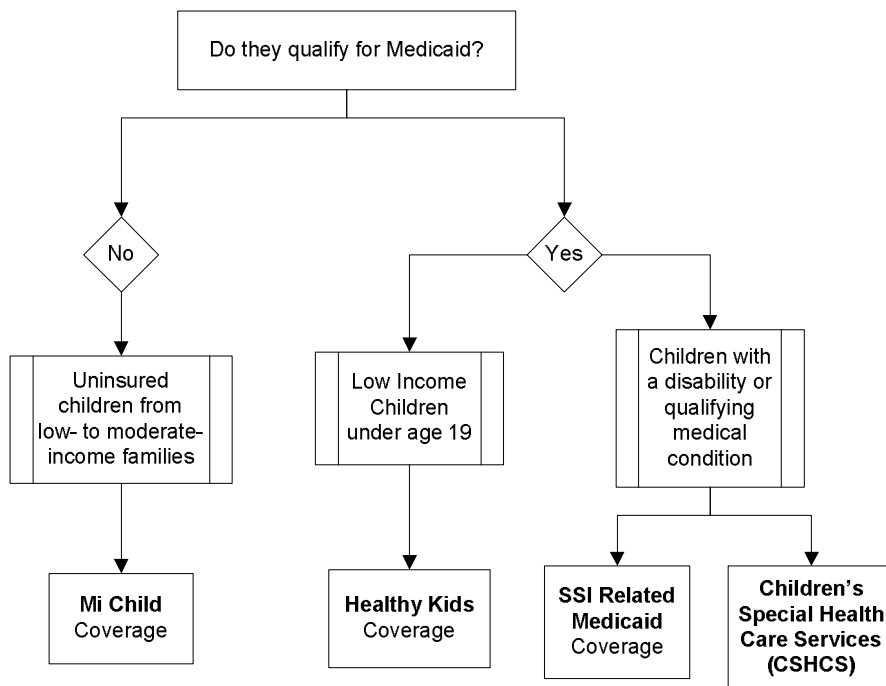 Do they qualify for Medicaid?
No
Yes
Uninsured
children from
low- to moderate-
income families
Low Income
Children
under age 19
Children with
a disability or
qualifying
medical
condition
Mi Child
Coverage
Healthy Kids
Coverage
SSI Related
Medicaid
Coverage
Children's
Special Health
Care Services
(CSHCS)